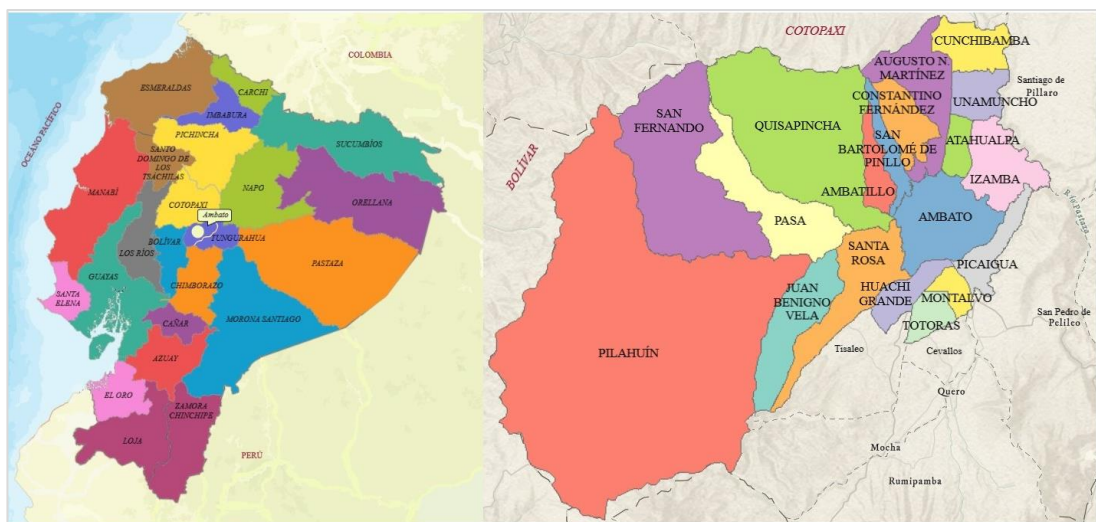 COLOMBIA
OCEANO PACÍFICO
ESMERALDAS
CARCHI
IMBABURA
PICHINCHA
SUCUMBÍOS
SANTO
DOMINGO DE
LOS
TSÁCHILAS
MANABÍ
NAPO
ORELLANA
COTOPAXI
Ambato
TUNGURAHUA
BOLÍVAR
LOS RÍOS
PASTAZA
GUAYAS
CHIMBORAZO
SANTA
ELENA
MORONA SANTIAGO
CAÑAR
AZUAY
EL ORO
ZAMORA
CHINCHIPE
LOJA
PERÚ
COTOPAXI
BOLÍVAR
CUNCHIBAMBA
AUGUSTO N.
MARTÍNEZ
Santiago de
Píllaro
CONSTANTINO
FERNÁNDEZ
UNAMUNCHO
SAN
FERNANDO
QUISAPINCHA
SAN
BARTOLOMÉ DE
PINLLO
ATAHUALPA
IZAMBA
AMBATILLO
PASA
AMBATO
Río Pastaza
SANTA
ROSA
PICAIGUA
JUAN
BENIGNO
VELA
HUACHI
GRANDE
MONTALVO
TOTORAS
San Pedro de
Pelileo
PILAHUÍN
Tisaleo
Cevallos
Quero
Mocha
Rumipamba